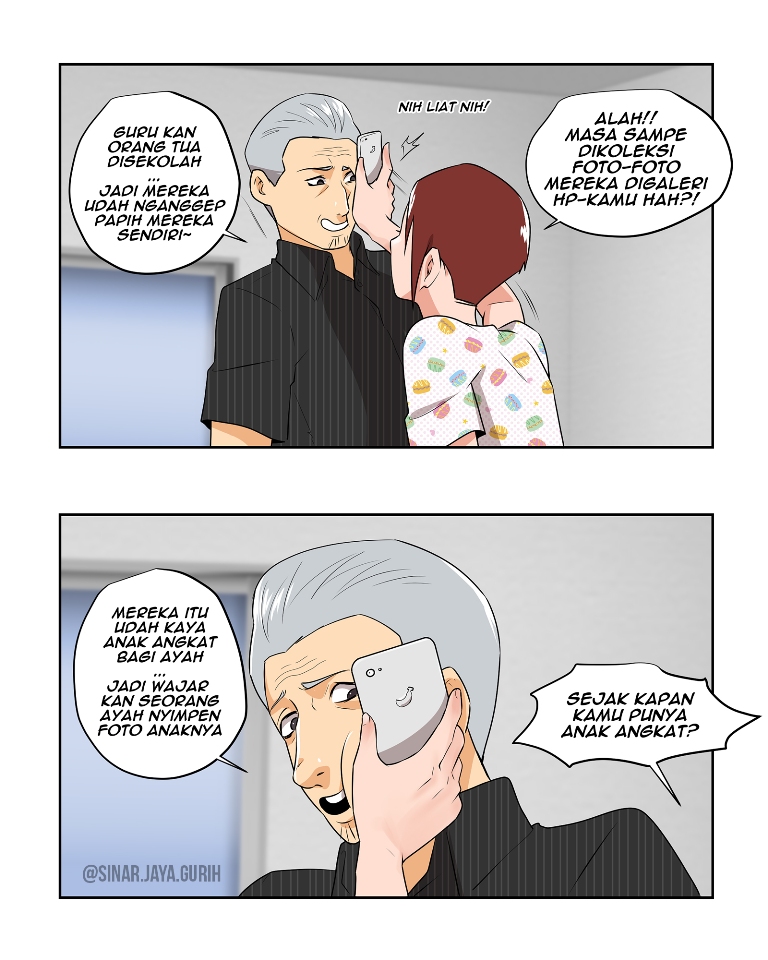 GURU KAN
ORANG TUA
DISEKOLAH
...
JADI MEREKA
UDAH NGANGGEP
PAPIH MEREKA
SENDIRI~
NIH LIAT NIH!
ALAH!!
MASA SAMPE
DIKOLEKSI
FOTO-FOTO
MEREKA DIGALERI
HP-KAMU HAH?!
MEREKA ITU
UDAH KAYA
ANAK ANGKAT
BAGI AYAH
...
JADI WAJAR
KAN SEORANG
AYAH NYIMPEN
FOTO ANAKNYA
SEJAK KAPAN
KAMU PUNYA
ANAK ANGKAT?
@SINAR.JAYA.GURIH